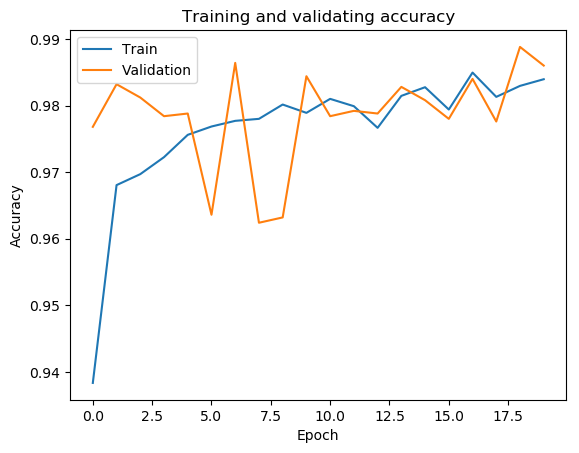 Training and validating accuracy
Train
Validation
0.99
0.98
0.97
0.96
0.95
0.94
Accuracy
0.0 2.5 5.0 7.5 10.0 12.5 15.0 17.5
Epoch